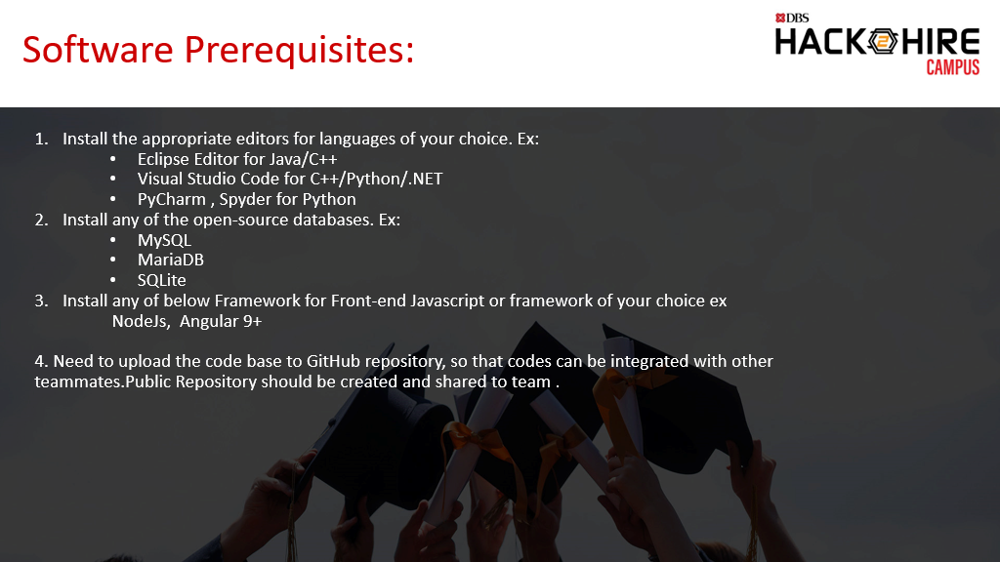 Software Prerequisites:
DBS
HACK2HIRE
CAMPUS
1. Install the appropriate editors for languages of your choice. Ex:
• Eclipse Editor for Java/C++
• Visual Studio Code for C++/Python/.NET
• PyCharm , Spyder for Python
2. Install any of the open-source databases. Ex:
• MySQL
• MariaDB
• SQLite
3. Install any of below Framework for Front-end Javascript or framework of your choice ex
NodeJs, Angular 9+
4. Need to upload the code base to GitHub repository, so that codes can be integrated with other
teammates.Public Repository should be created and shared to team .